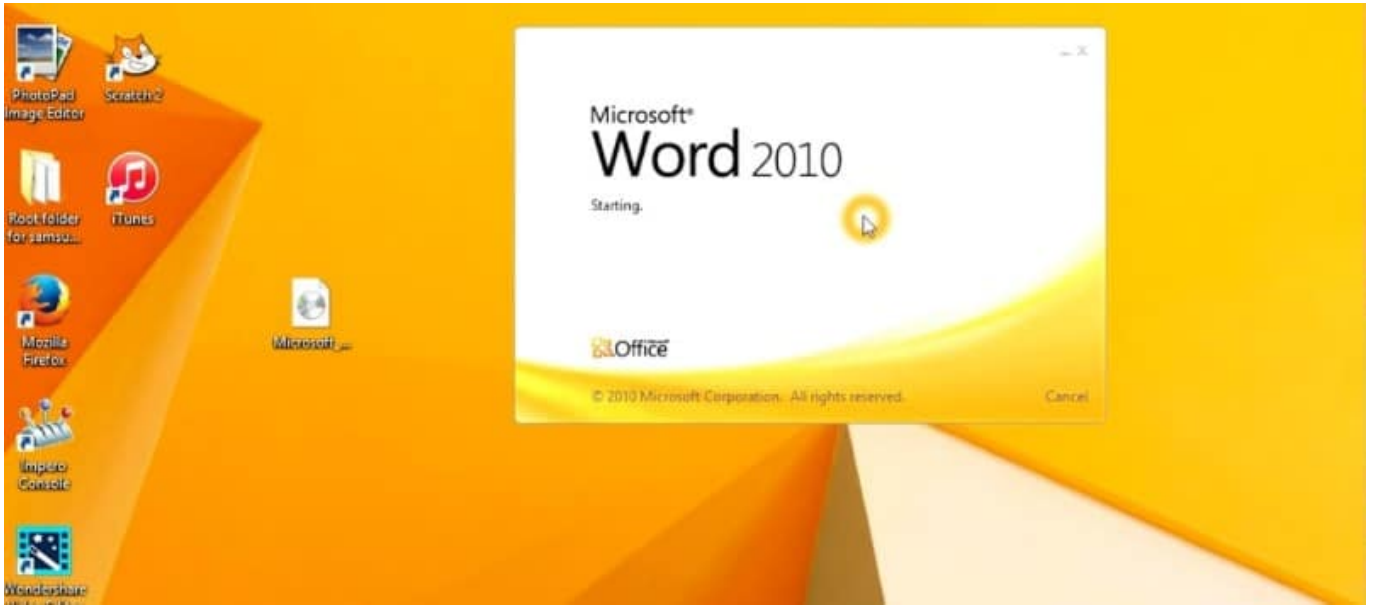 PhotoPad
Image Editor
Scratch 2
Root folder
for samsu...
iTunes
Mozilla
Firefox
Microsoft_...
Impero
Console
Wondershare
Microsoft®
Word 2010
Starting.
Office
© 2010 Microsoft Corporation. All rights reserved.
Cancel